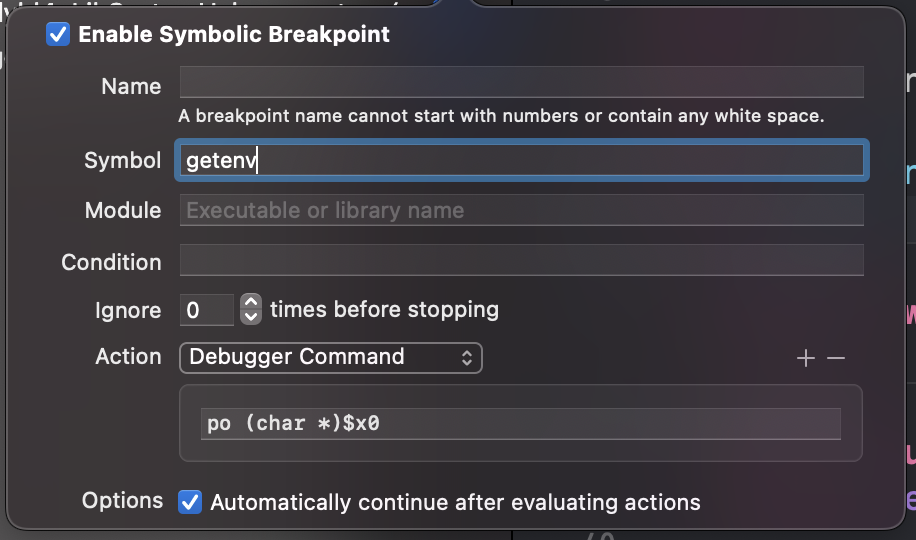 Enable Symbolic Breakpoint
Name
A breakpoint name cannot start with numbers or contain any white space.
Symbol getenv
Module Executable or library name
Condition
Ignore 0 times before stopping
Action Debugger Command
po (char *)$x0
Options Automatically continue after evaluating actions